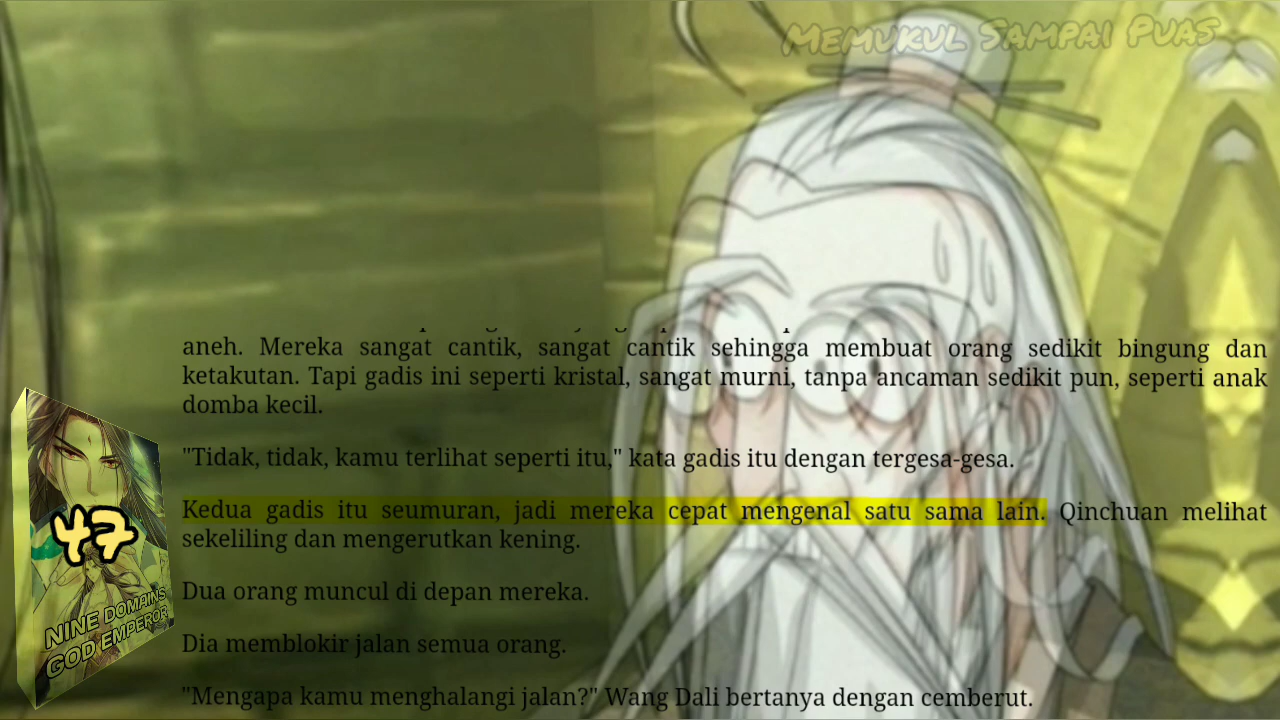 Memukul Sampai Puas
aneh. Mereka sangat cantik, sangat cantik sehingga membuat orang sedikit bingung dan
ketakutan. Tapi gadis ini seperti kristal, sangat murni, tanpa ancaman sedikit pun, seperti anak
domba kecil.
"Tidak, tidak, kamu terlihat seperti itu," kata gadis itu dengan tergesa-gesa.
Kedua gadis itu seumuran, jadi mereka cepat mengenal satu sama lain. Qinchuan melihat
sekeliling dan mengerutkan kening.
Dua orang muncul di depan mereka.
Dia memblokir jalan semua orang.
"Mengapa kamu menghalangi jalan?" Wang Dali bertanya dengan cemberut.
47
NINE DOMAINS
GOD EMPEROR